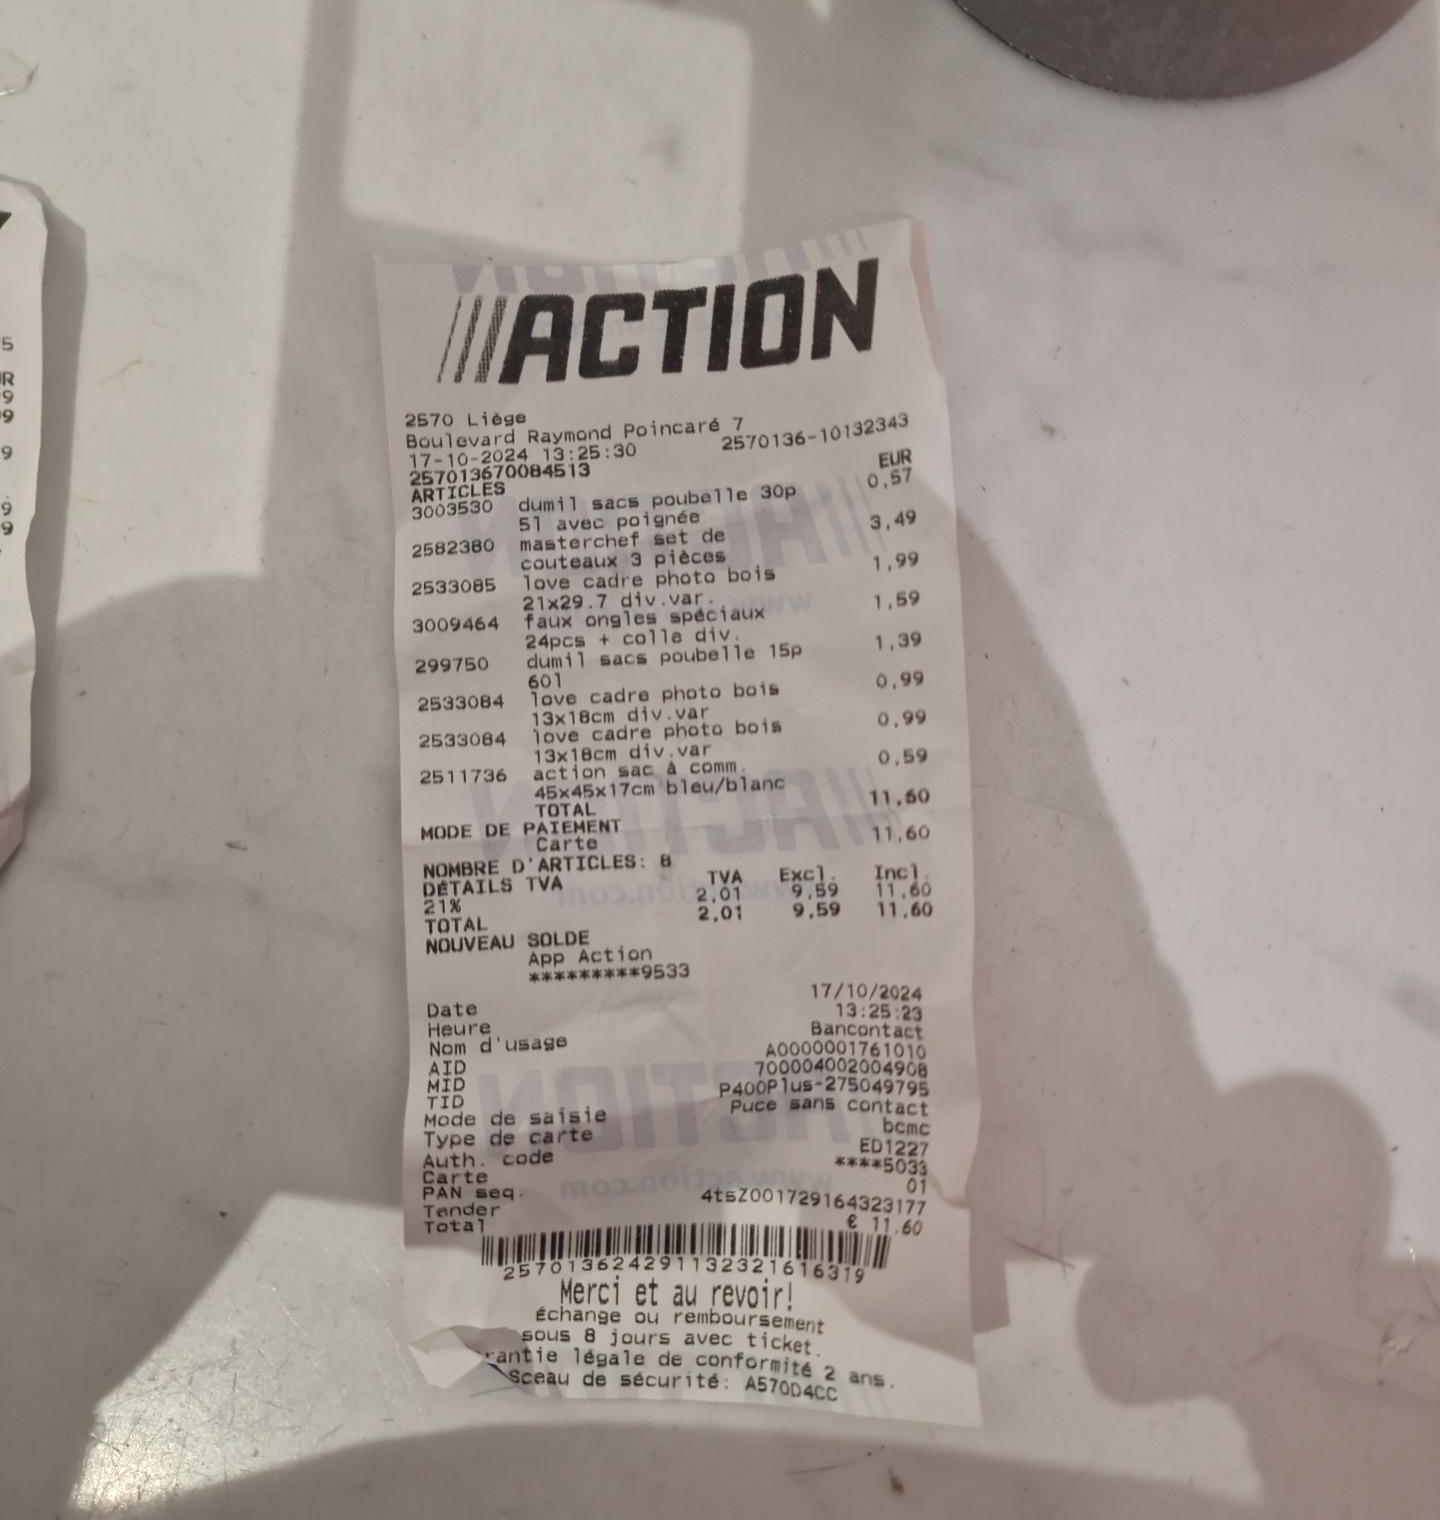 ACTION
2570 Liège
Boulevard Raymond Poincaré 7
17-10-2024 13:25:30 2570136-10132343
257013670084513
ARTICLES EUR
3003530 dumil sacs poubelle 30p 0,57
5l avec poignée
2582380 masterchef set de 3,49
couteaux 3 pièces
2533085 love cadre photo bois 1,99
21x29.7 div.var.
3009464 faux ongles spéciaux 1,59
24pcs + colle div.
299750 dumil sacs poubelle 15p 1,39
60l
2533084 love cadre photo bois 0,99
13x18cm div.var
2533084 love cadre photo bois 0,99
13x18cm div.var
2511736 action sac à comm. 0,59
45x45x17cm bleu/blanc
TOTAL 11,60
MODE DE PAIEMENT
Carte 11,60
NOMBRE D'ARTICLES: 8
DÉTAILS TVA TVA Excl. Incl.
21% 2,01 9,59 11,60
TOTAL 2,01 9,59 11,60
NOUVEAU SOLDE
App Action
*********9533
Date 17/10/2024
Heure 13:25:23
Nom d'usage Bancontact
AID A0000001761010
MID 700004002004908
TID P400Plus-275049795
Mode de saisie Puce sans contact
Type de carte bcmc
Auth. code ED1227
Carte ****5033
PAN seq. 01
Tender 4tsZ001729164323177
Total € 11.60
257013624291132321616319
Merci et au revoir!
Échange ou remboursement
sous 8 jours avec ticket.
rantie légale de conformité 2 ans.
Sceau de sécurité: A570D4CC